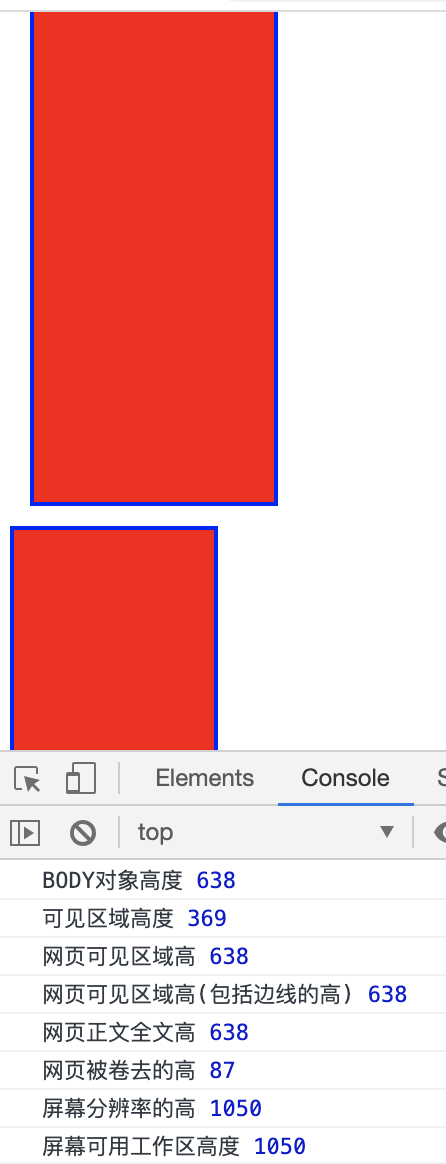 Elements Console
top
BODY对象高度 638
可见区域高度 369
网页可见区域高 638
网页可见区域高(包括边线的高) 638
网页正文全文高 638
网页被卷去的高 87
屏幕分辨率的高 1050
屏幕可用工作区高度 1050